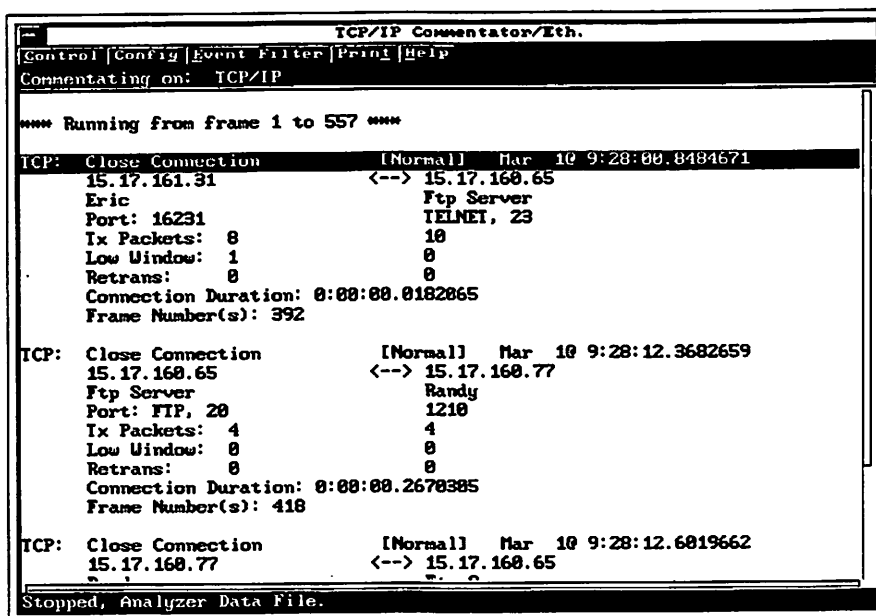 TCP/IP Commentator/Eth.
Control Config Event Filter Print Help
Commentating on: TCP/IP
*** Running from frame 1 to 557 ***
TCP: Close Connection [Normal] Mar 10 9:28:00.8484671
15.17.161.31 <--> 15.17.160.65
Eric Ftp Server
Port: 16231 TELNET, 23
Tx Packets: 8 10
Low Window: 1 0
Retrans: 0 0
Connection Duration: 0:00:00.0182065
Frame Number(s): 392
TCP: Close Connection [Normal] Mar 10 9:28:12.3682659
15.17.160.65 <--> 15.17.160.77
Ftp Server Randy
Port: FTP, 20 1210
Tx Packets: 4 4
Low Window: 0 0
Retrans: 0 0
Connection Duration: 0:00:00.2670305
Frame Number(s): 418
TCP: Close Connection [Normal] Mar 10 9:28:12.6019662
15.17.160.77 <--> 15.17.160.65
Stopped, Analyzer Data File.